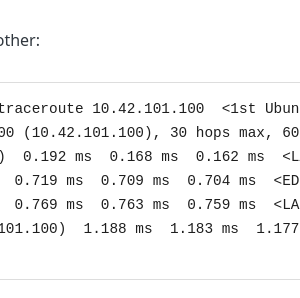 other:
traceroute 10.42.101.100  <1st Ubun
00 (10.42.101.100), 30 hops max, 60
)  0.192 ms  0.168 ms  0.162 ms  <L
0.719 ms  0.709 ms  0.704 ms  <ED
0.769 ms  0.763 ms  0.759 ms  <LA
101.100)  1.188 ms  1.183 ms  1.177